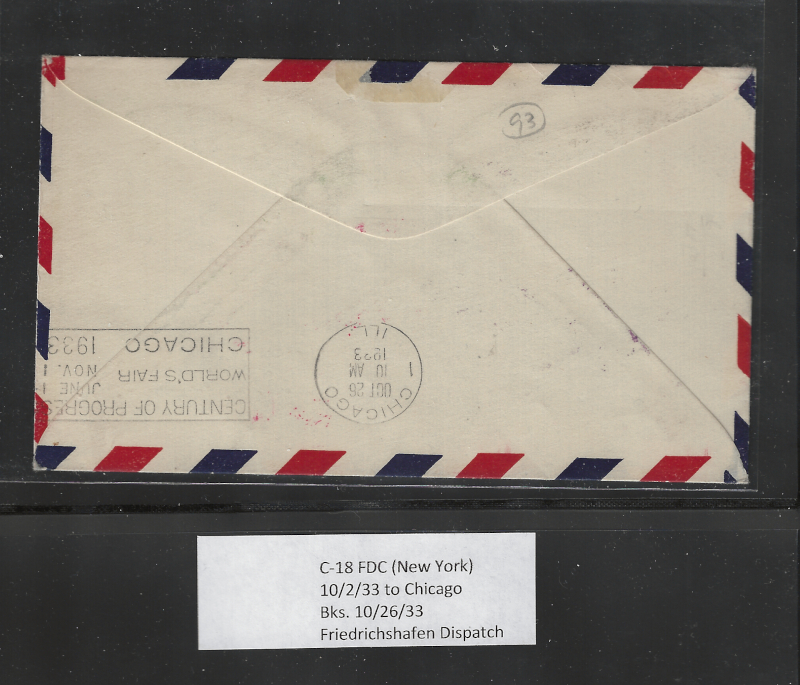 93
CHICAGO
1
OCT 26
10 AM
1933
ILL.
CENTURY OF PROGRES
JUNE 1
WORLD'S FAIR NOV. 1
CHICAGO 1933
C-18 FDC (New York)
10/2/33 to Chicago
Bks. 10/26/33
Friedrichshafen Dispatch